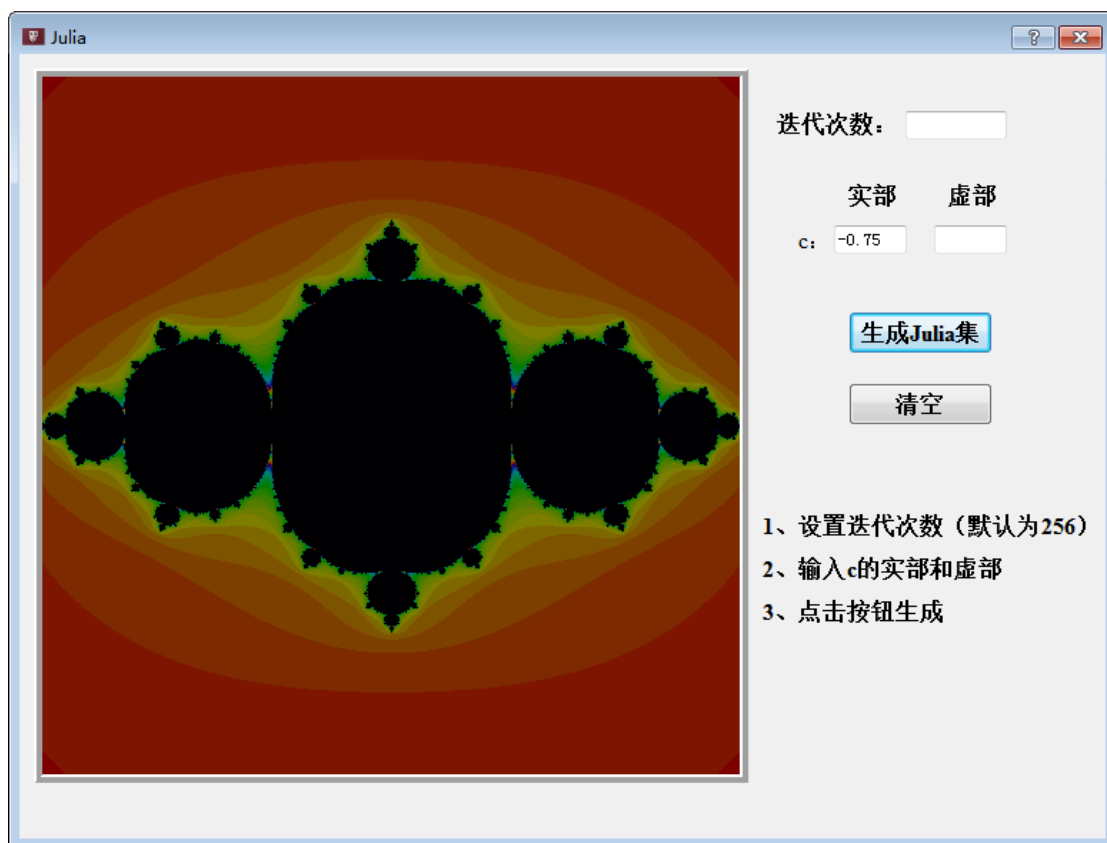 Julia
迭代次数：
实部 虚部
c： -0.75
生成Julia集
清空
1、设置迭代次数（默认为256）
2、输入c的实部和虚部
3、点击按钮生成